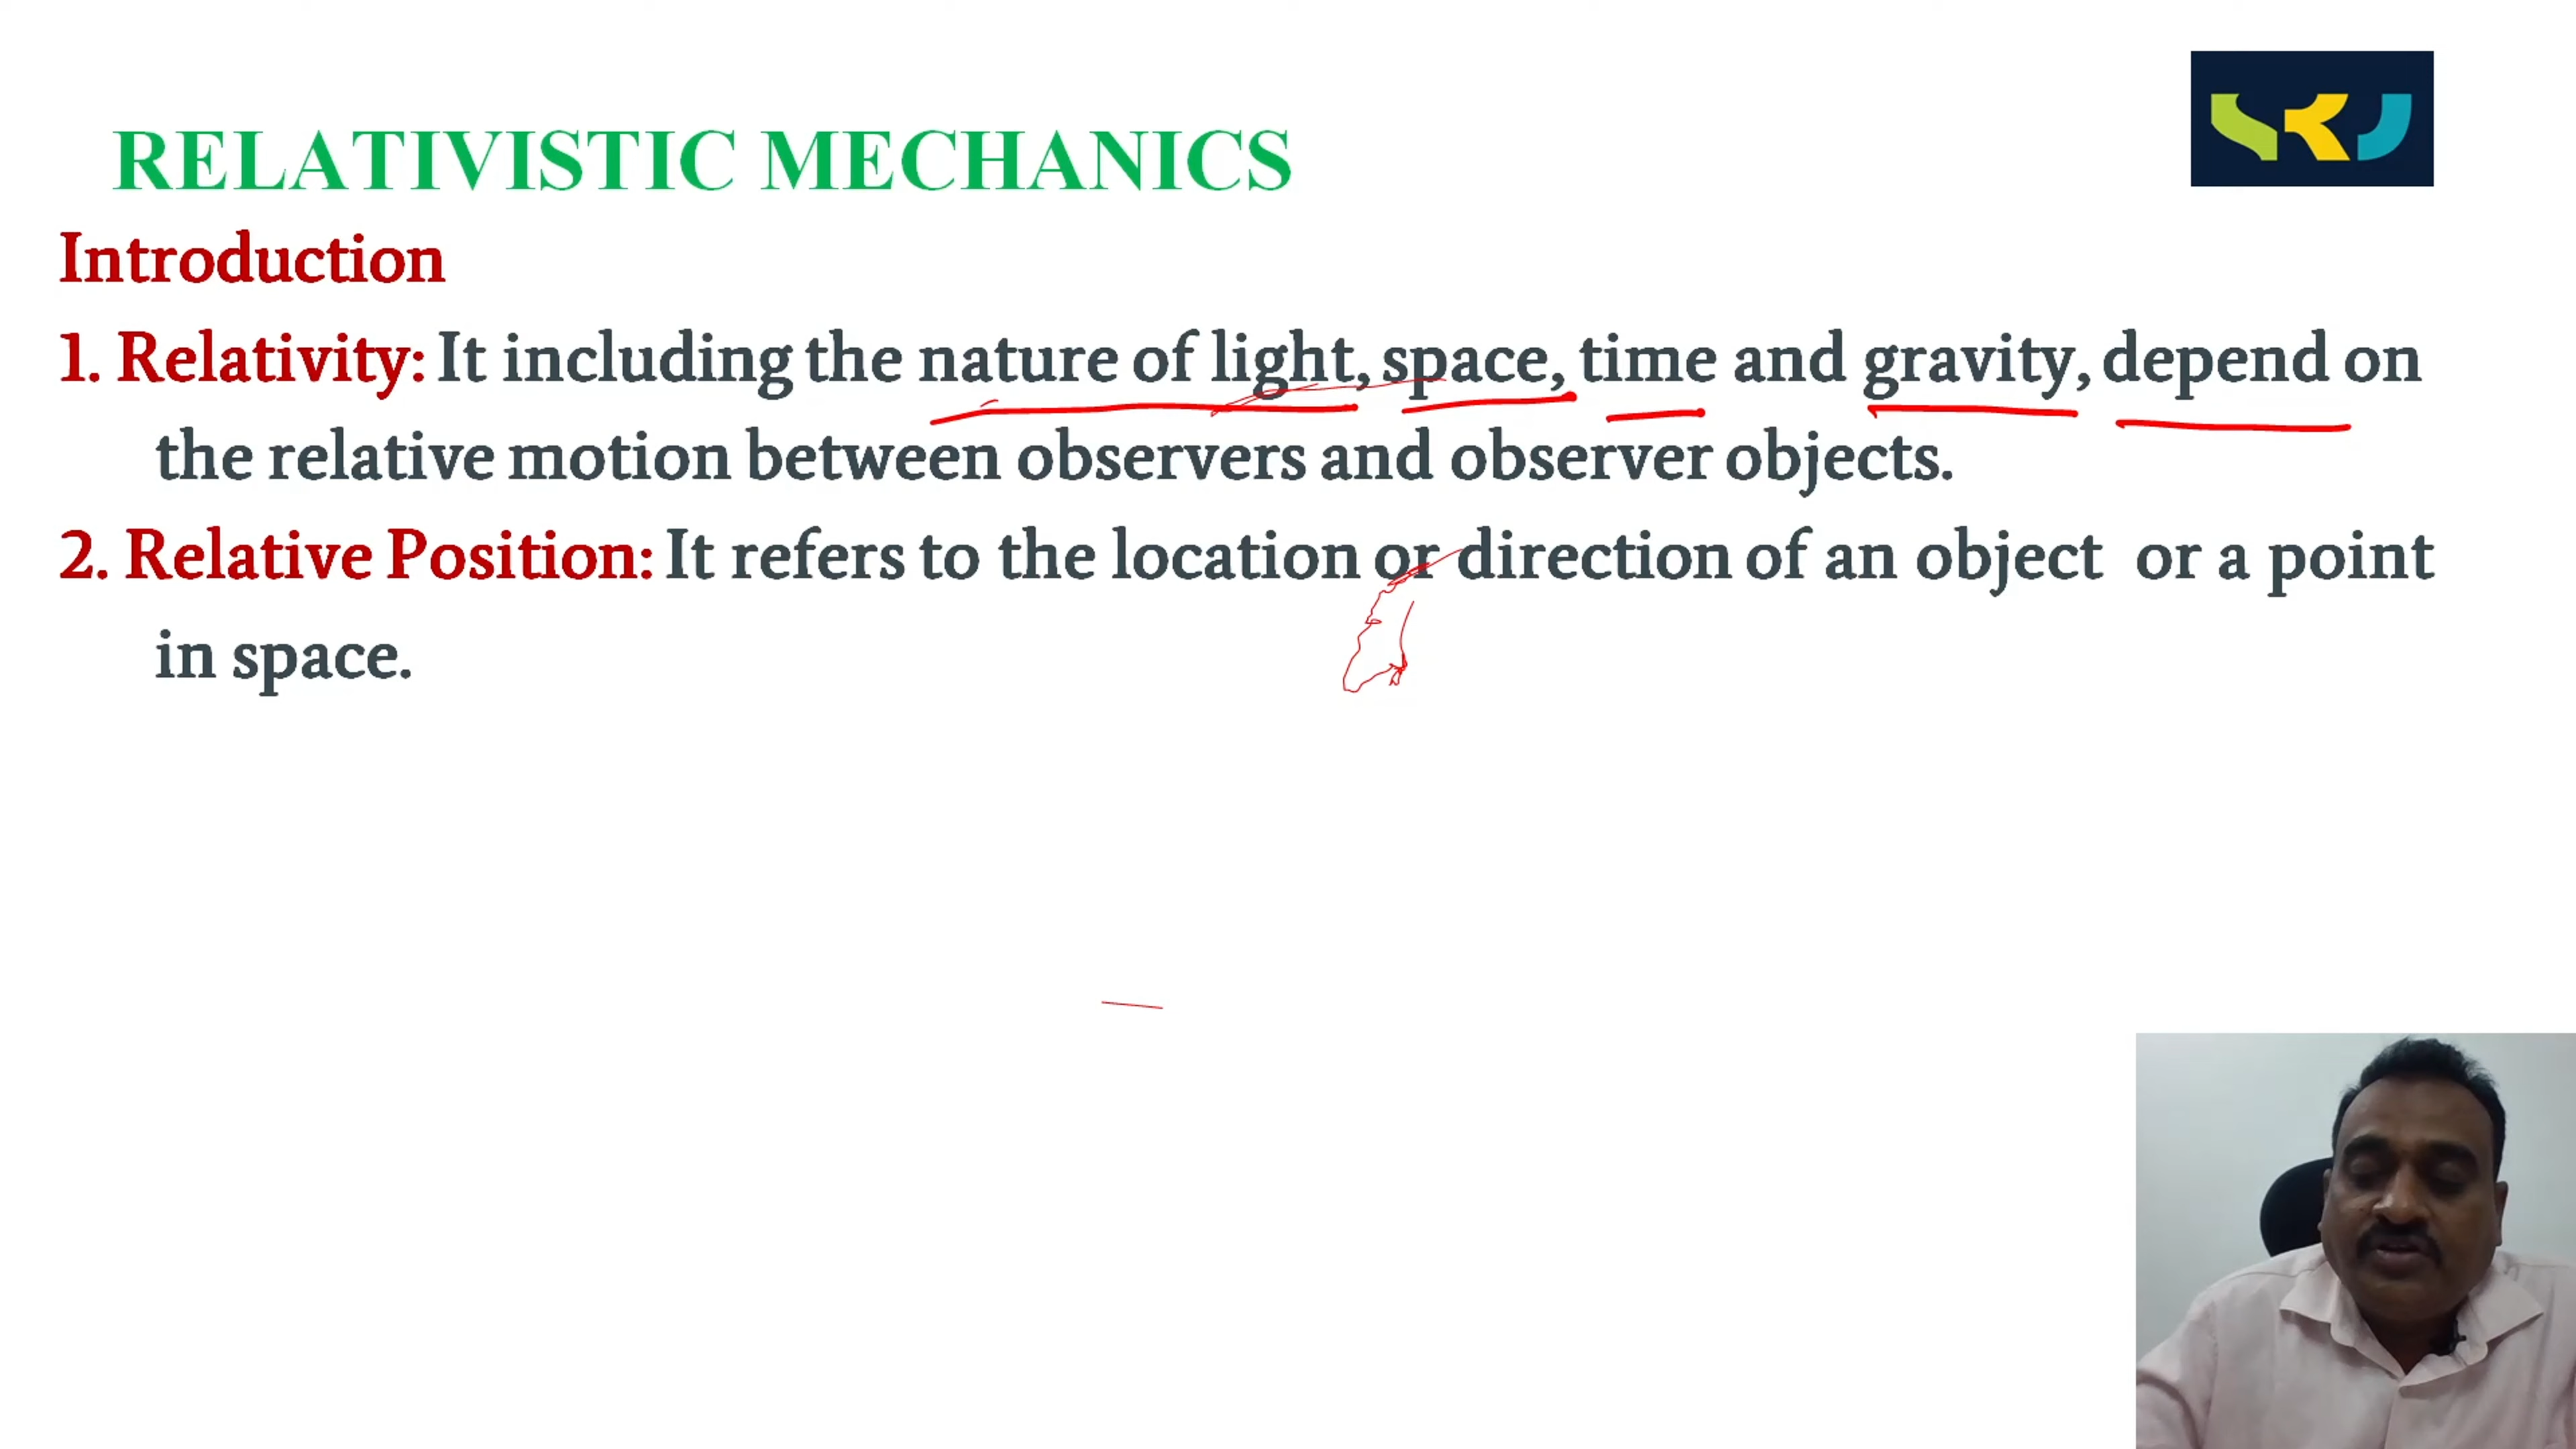 SKJ
RELATIVISTIC MECHANICS
Introduction
1. Relativity: It including the nature of light, space, time and gravity, depend on
the relative motion between observers and observer objects.
2. Relative Position: It refers to the location or direction of an object or a point
in space.